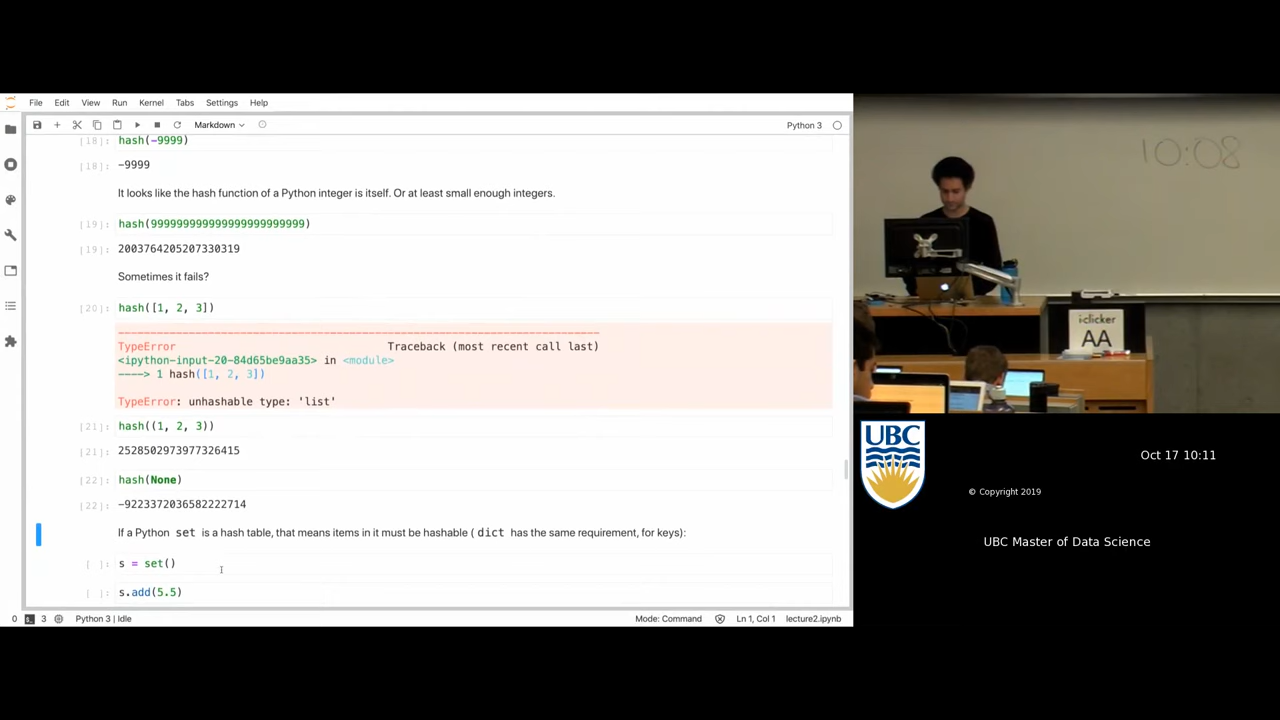 File Edit View Run Kernel Tabs Settings Help
Markdown
Python 3
[18]: hash(-9999)
[18]: -9999
It looks like the hash function of a Python integer is itself. Or at least small enough integers.
[19]: hash(999999999999999999999999)
[19]: 2003764205207330319
Sometimes it fails?
[20]: hash([1, 2, 3])
TypeError Traceback (most recent call last)
<ipython-input-20-84d65be9aa35> in <module>
----> 1 hash([1, 2, 3])
TypeError: unhashable type: 'list'
[21]: hash((1, 2, 3))
[21]: 2528502973977326415
[22]: hash(None)
[22]: -9223372036582222714
If a Python set is a hash table, that means items in it must be hashable ( dict has the same requirement, for keys):
[ ]: s = set()
[ ]: s.add(5.5)
0 3 Python 3 | Idle Mode: Command Ln 1, Col 1 lecture2.ipynb
10:08
i>clicker
AA
UBC
Oct 17 10:11
© Copyright 2019
UBC Master of Data Science